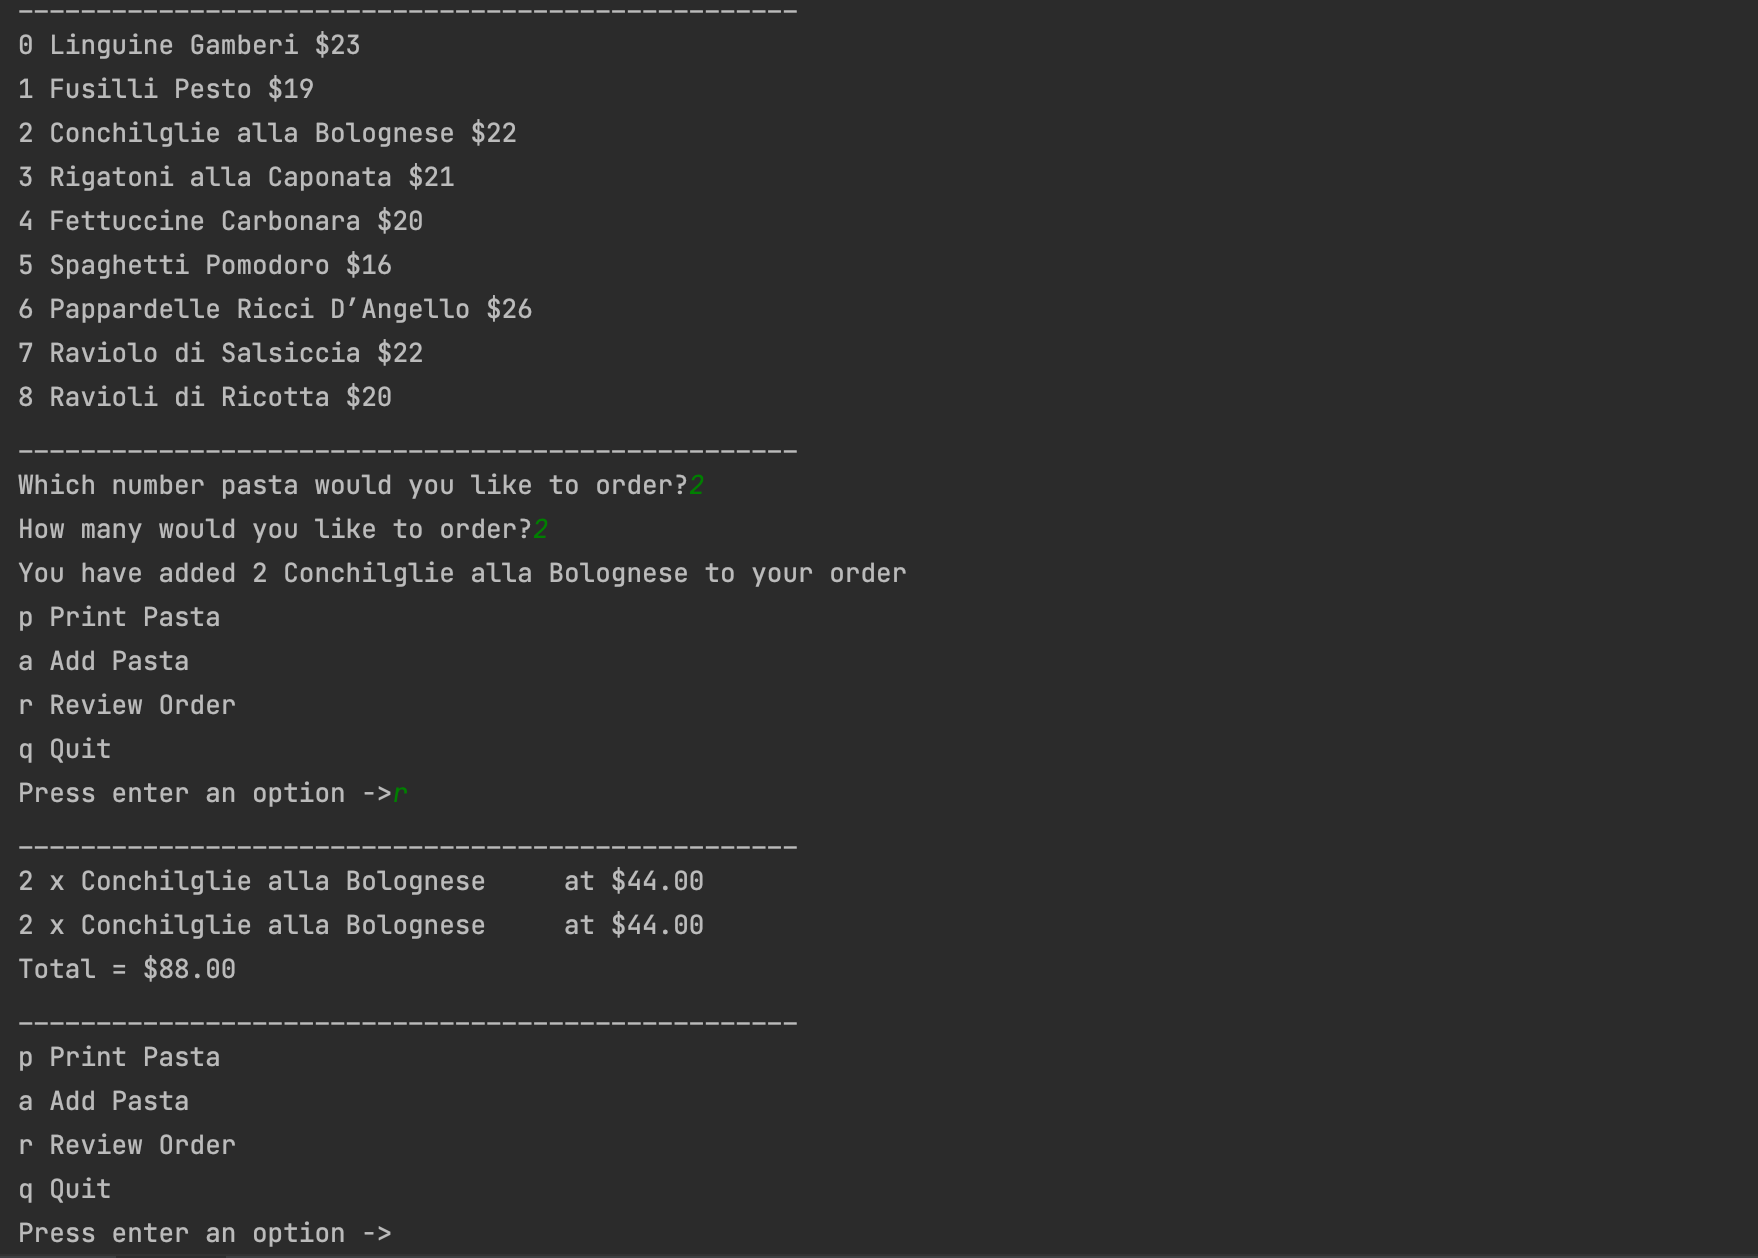 --------------------------------------------------
0 Linguine Gamberi $23
1 Fusilli Pesto $19
2 Conchilglie alla Bolognese $22
3 Rigatoni alla Caponata $21
4 Fettuccine Carbonara $20
5 Spaghetti Pomodoro $16
6 Pappardelle Ricci D’Angello $26
7 Raviolo di Salsiccia $22
8 Ravioli di Ricotta $20
--------------------------------------------------
Which number pasta would you like to order?2
How many would you like to order?2
You have added 2 Conchilglie alla Bolognese to your order
p Print Pasta
a Add Pasta
r Review Order
q Quit
Press enter an option ->r
--------------------------------------------------
2 x Conchilglie alla Bolognese     at $44.00
2 x Conchilglie alla Bolognese     at $44.00
Total = $88.00
--------------------------------------------------
p Print Pasta
a Add Pasta
r Review Order
q Quit
Press enter an option ->